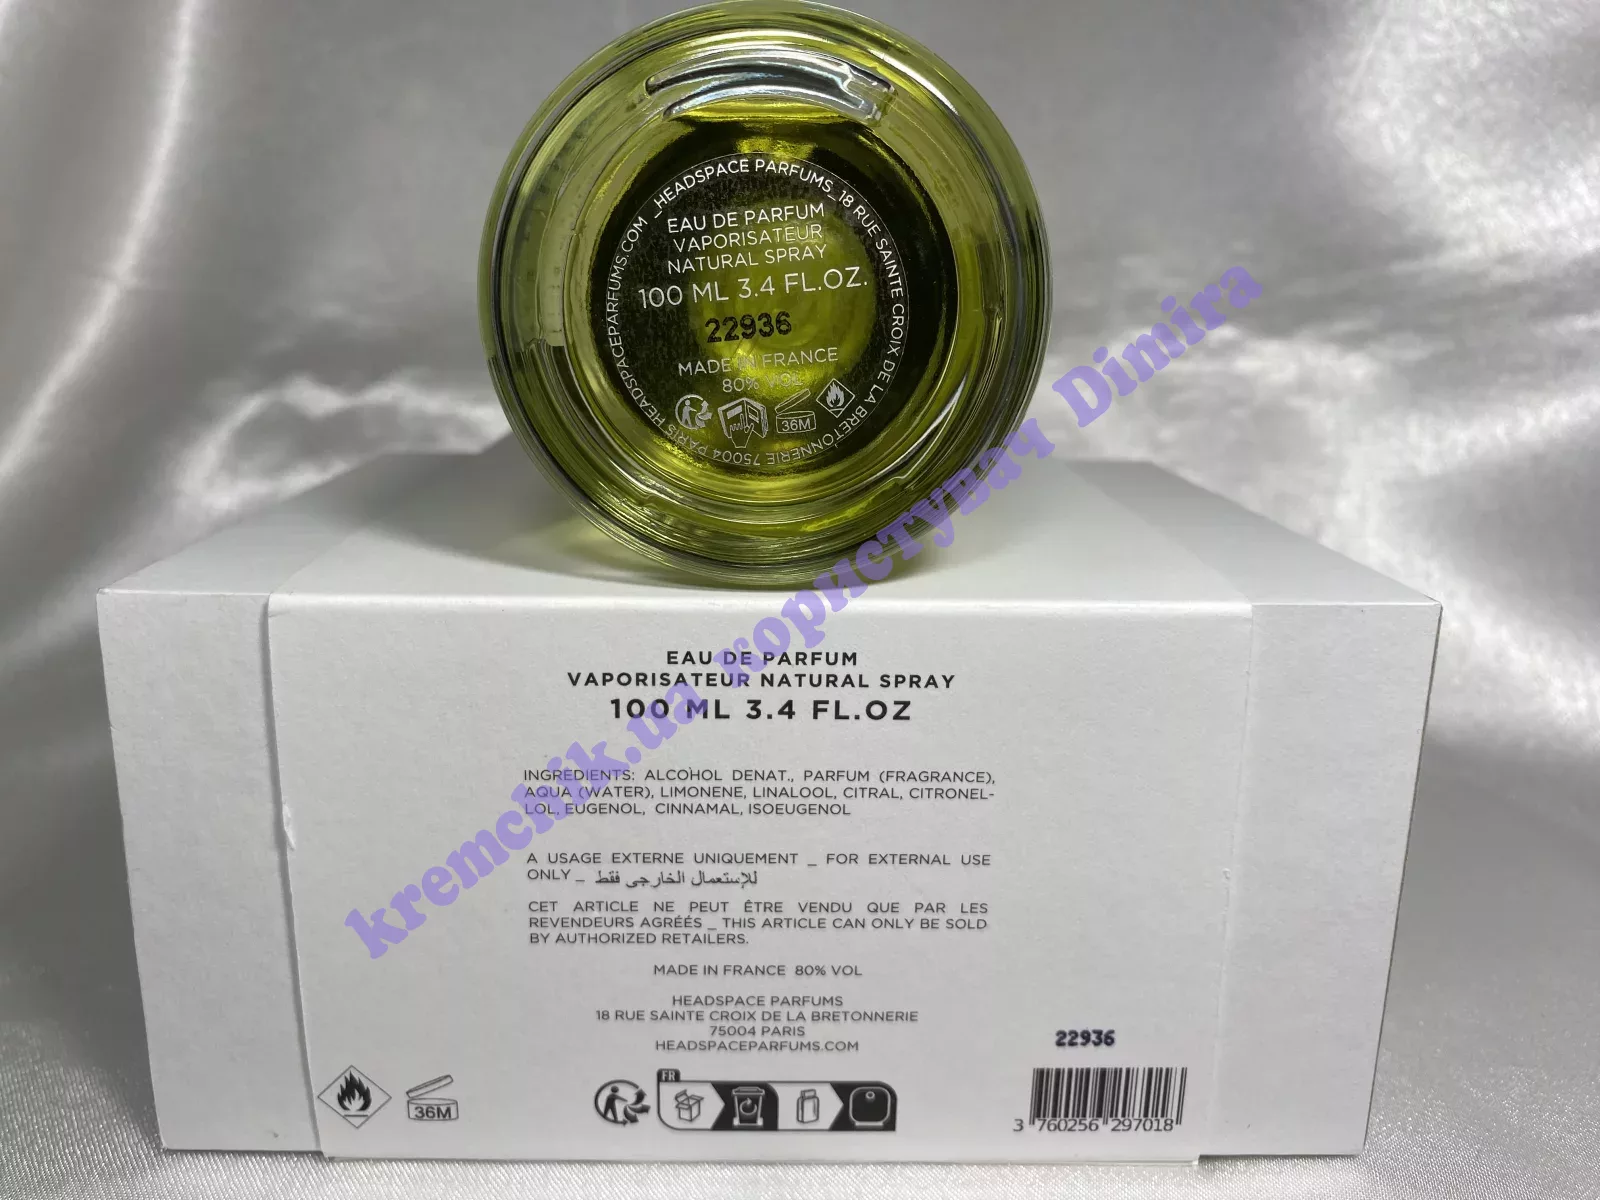 _HEADSPACE PARFUMS_18 RUE SAINTE CROIX DE LA BRETONNERIE 75004 PARIS HEADSPACEPARFUMS.COM
EAU DE PARFUM
VAPORISATEUR
NATURAL SPRAY
100 ML 3.4 FL.OZ.
22936
MADE IN FRANCE
80% VOL
36M
kremchik.ua користувач Dimira
EAU DE PARFUM
VAPORISATEUR NATURAL SPRAY
100 ML 3.4 FL.OZ
INGREDIENTS: ALCOHOL DENAT., PARFUM (FRAGRANCE),
AQUA (WATER), LIMONENE, LINALOOL, CITRAL, CITRONEL-
LOL, EUGENOL, CINNAMAL, ISOEUGENOL
A USAGE EXTERNE UNIQUEMENT _ FOR EXTERNAL USE
ONLY _ للإستعمال الخارجى فقط
CET ARTICLE NE PEUT ÊTRE VENDU QUE PAR LES
REVENDEURS AGRÉÉS _ THIS ARTICLE CAN ONLY BE SOLD
BY AUTHORIZED RETAILERS.
MADE IN FRANCE 80% VOL
HEADSPACE PARFUMS
18 RUE SAINTE CROIX DE LA BRETONNERIE
75004 PARIS
HEADSPACEPARFUMS.COM
22936
36M
FR
3 760256 297018